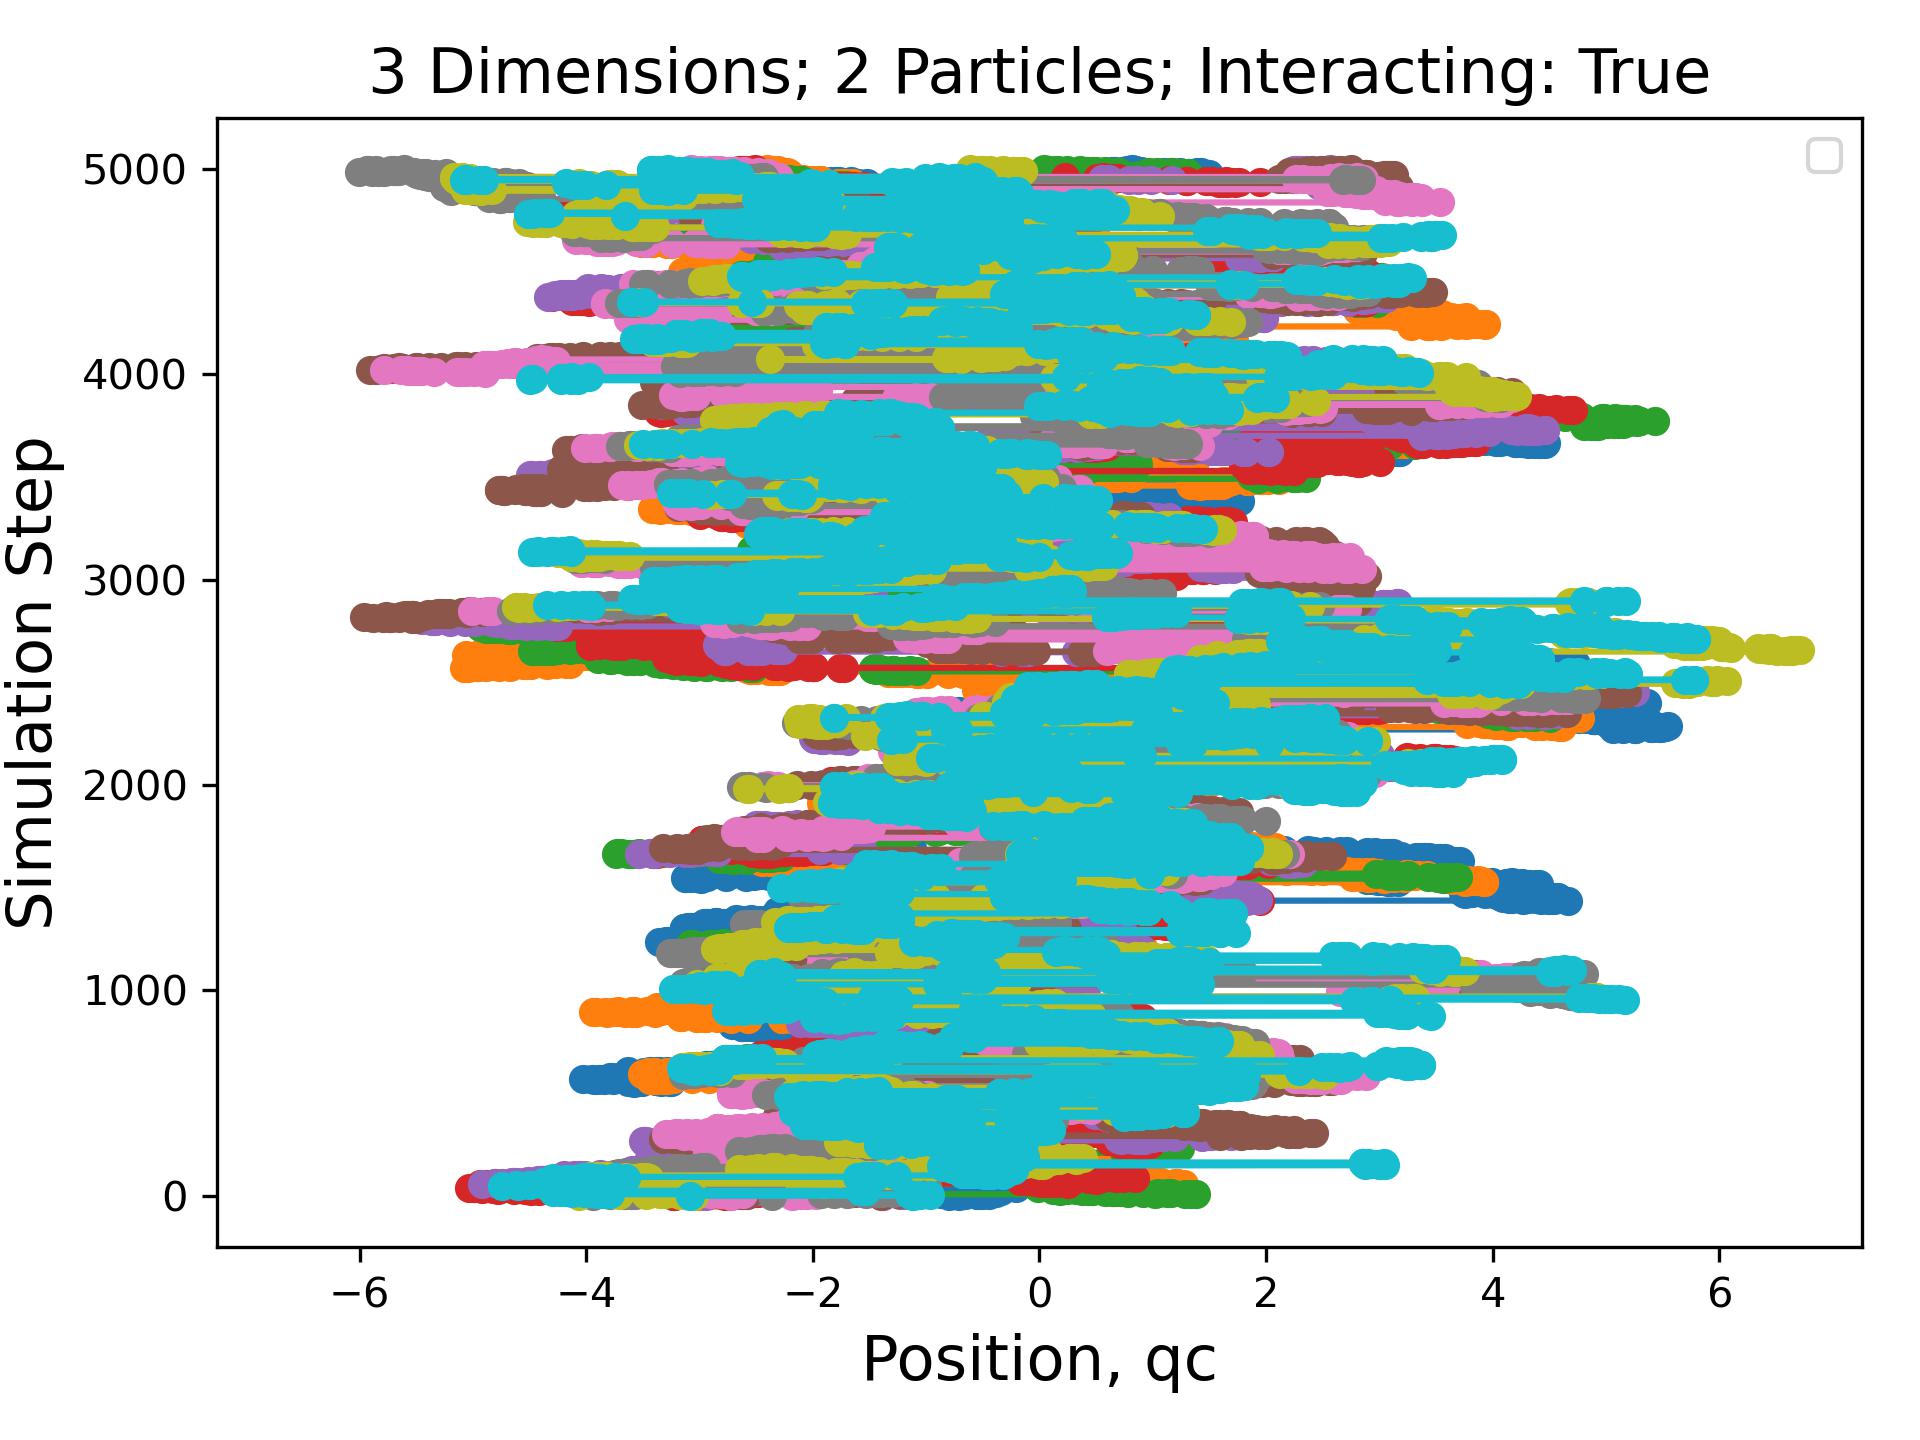 3 Dimensions; 2 Particles; Interacting: True
5000
4000
3000
2000
1000
0
Simulation Step
−6 −4 −2 0 2 4 6
Position, qc